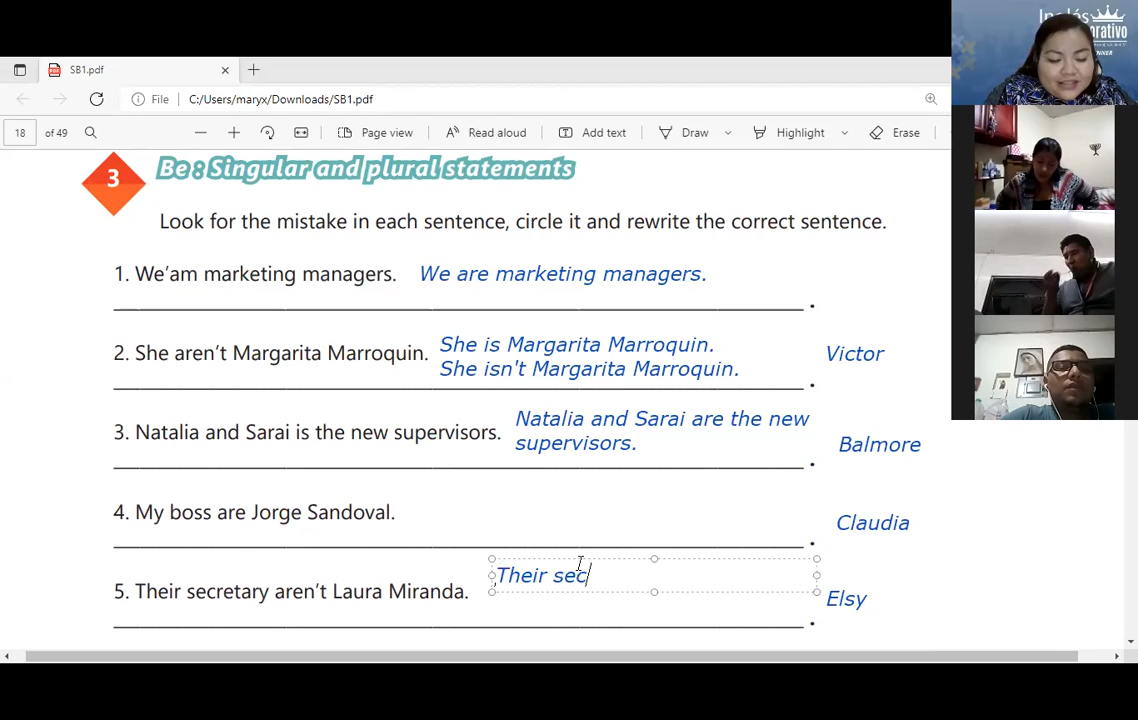 SB1.pdf
File C:/Users/maryx/Downloads/SB1.pdf
18 of 49 Page view Read aloud Add text Draw Highlight Erase
3 Be : Singular and plural statements
Look for the mistake in each sentence, circle it and rewrite the correct sentence.
1. We'am marketing managers. We are marketing managers.
2. She aren't Margarita Marroquin. She is Margarita Marroquin.
She isn't Margarita Marroquin. Victor
3. Natalia and Sarai is the new supervisors. Natalia and Sarai are the new
supervisors. Balmore
4. My boss are Jorge Sandoval. Claudia
Their sec
5. Their secretary aren't Laura Miranda. Elsy